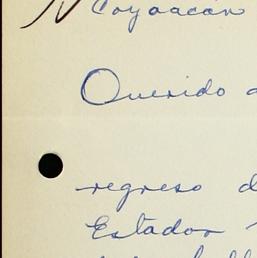 Coyoacán
Querido
regreso d
Estados